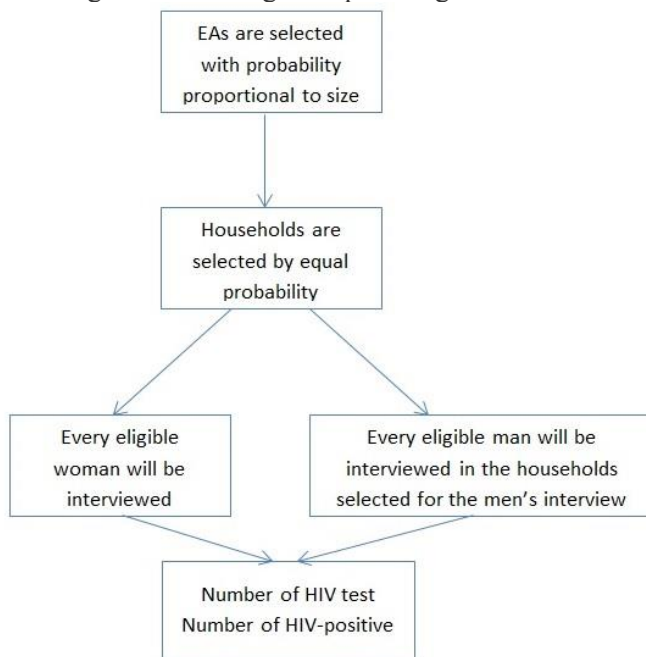 EAs are selected
with probability
proportional to size
Households are
selected by equal
probability
Every eligible
woman will be
interviewed
Every eligible man will be
interviewed in the households
selected for the men's interview
Number of HIV test
Number of HIV-positive